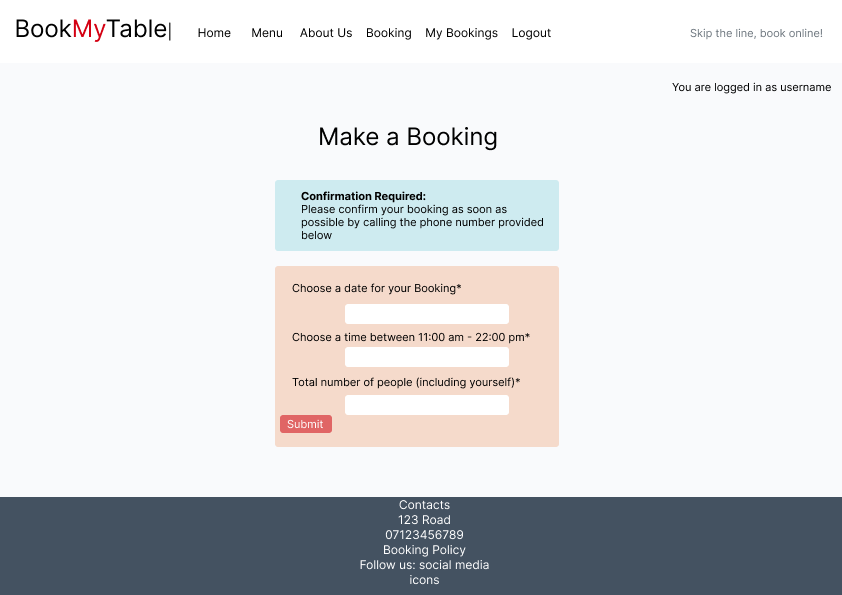 BookMyTable|
Home Menu About Us Booking My Bookings Logout
Skip the line, book online!
You are logged in as username
Make a Booking
Confirmation Required:
Please confirm your booking as soon as
possible by calling the phone number provided
below
Choose a date for your Booking*
Choose a time between 11:00 am - 22:00 pm*
Total number of people (including yourself)*
Submit
Contacts
123 Road
07123456789
Booking Policy
Follow us: social media
icons